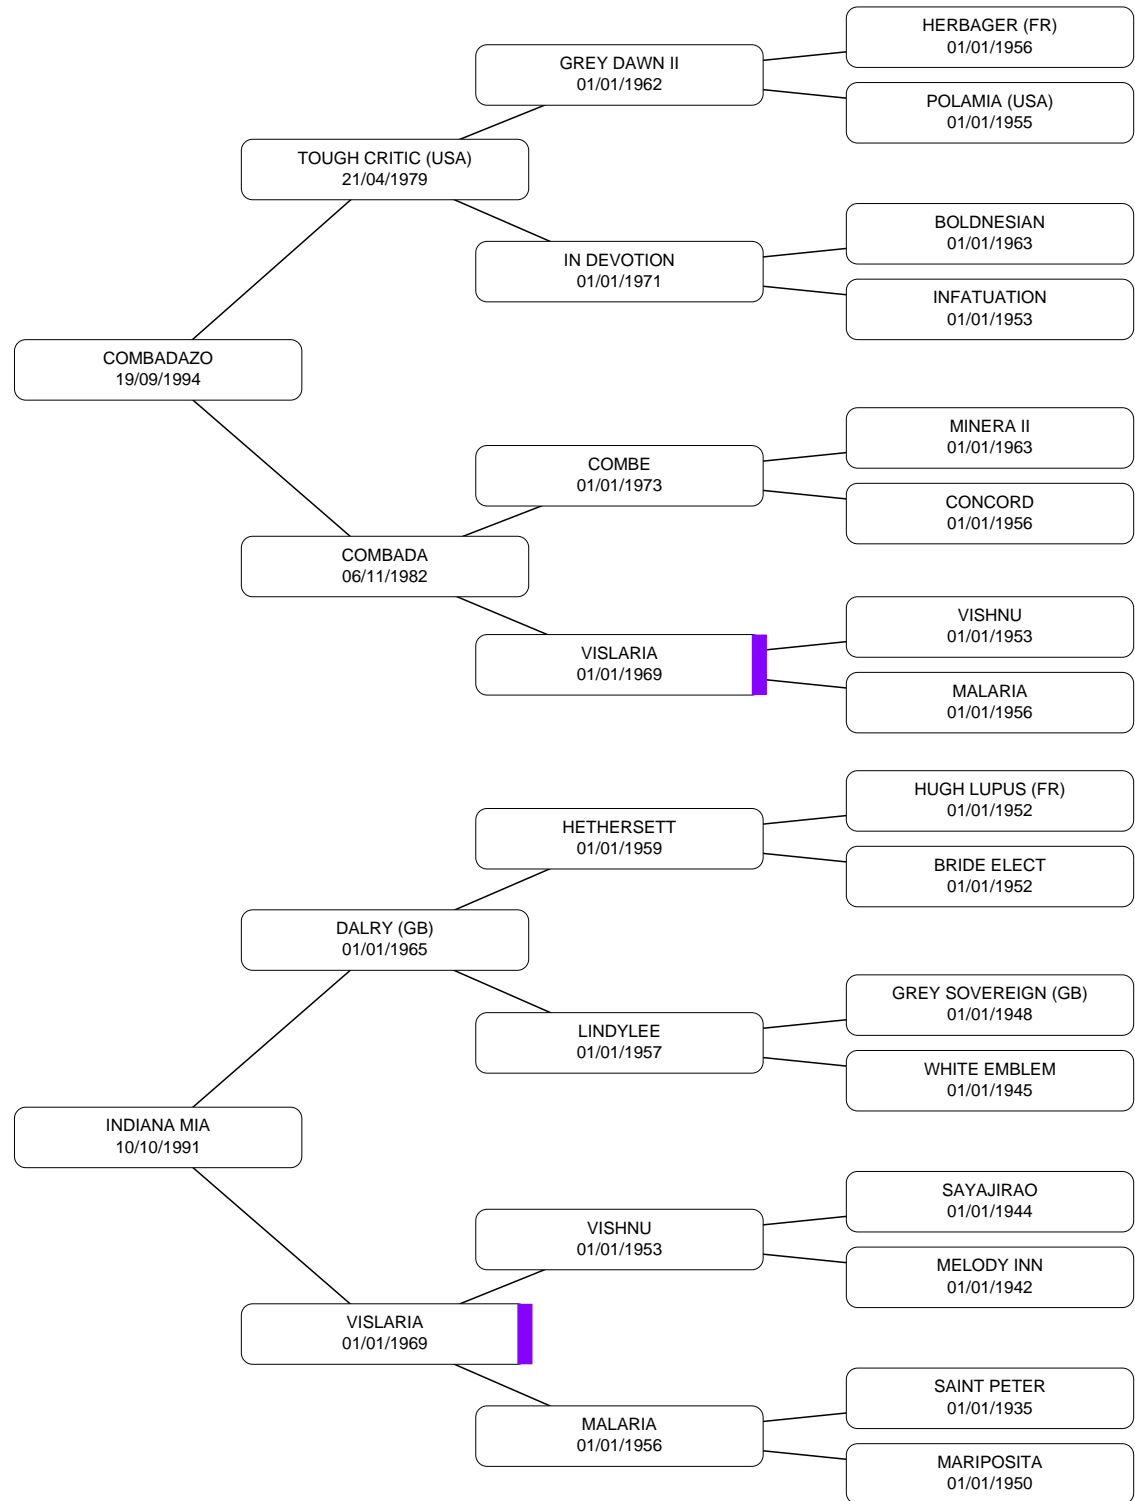 HERBAGER (FR)
01/01/1956
GREY DAWN II
01/01/1962
POLAMIA (USA)
01/01/1955
TOUGH CRITIC (USA)
21/04/1979
BOLDNESIAN
01/01/1963
IN DEVOTION
01/01/1971
INFATUATION
01/01/1953
COMBADAZO
19/09/1994
MINERA II
01/01/1963
COMBE
01/01/1973
CONCORD
01/01/1956
COMBADA
06/11/1982
VISHNU
01/01/1953
VISLARIA
01/01/1969
MALARIA
01/01/1956
HUGH LUPUS (FR)
01/01/1952
HETHERSETT
01/01/1959
BRIDE ELECT
01/01/1952
DALRY (GB)
01/01/1965
GREY SOVEREIGN (GB)
01/01/1948
LINDYLEE
01/01/1957
WHITE EMBLEM
01/01/1945
INDIANA MIA
10/10/1991
SAYAJIRAO
01/01/1944
VISHNU
01/01/1953
MELODY INN
01/01/1942
VISLARIA
01/01/1969
SAINT PETER
01/01/1935
MALARIA
01/01/1956
MARIPOSITA
01/01/1950